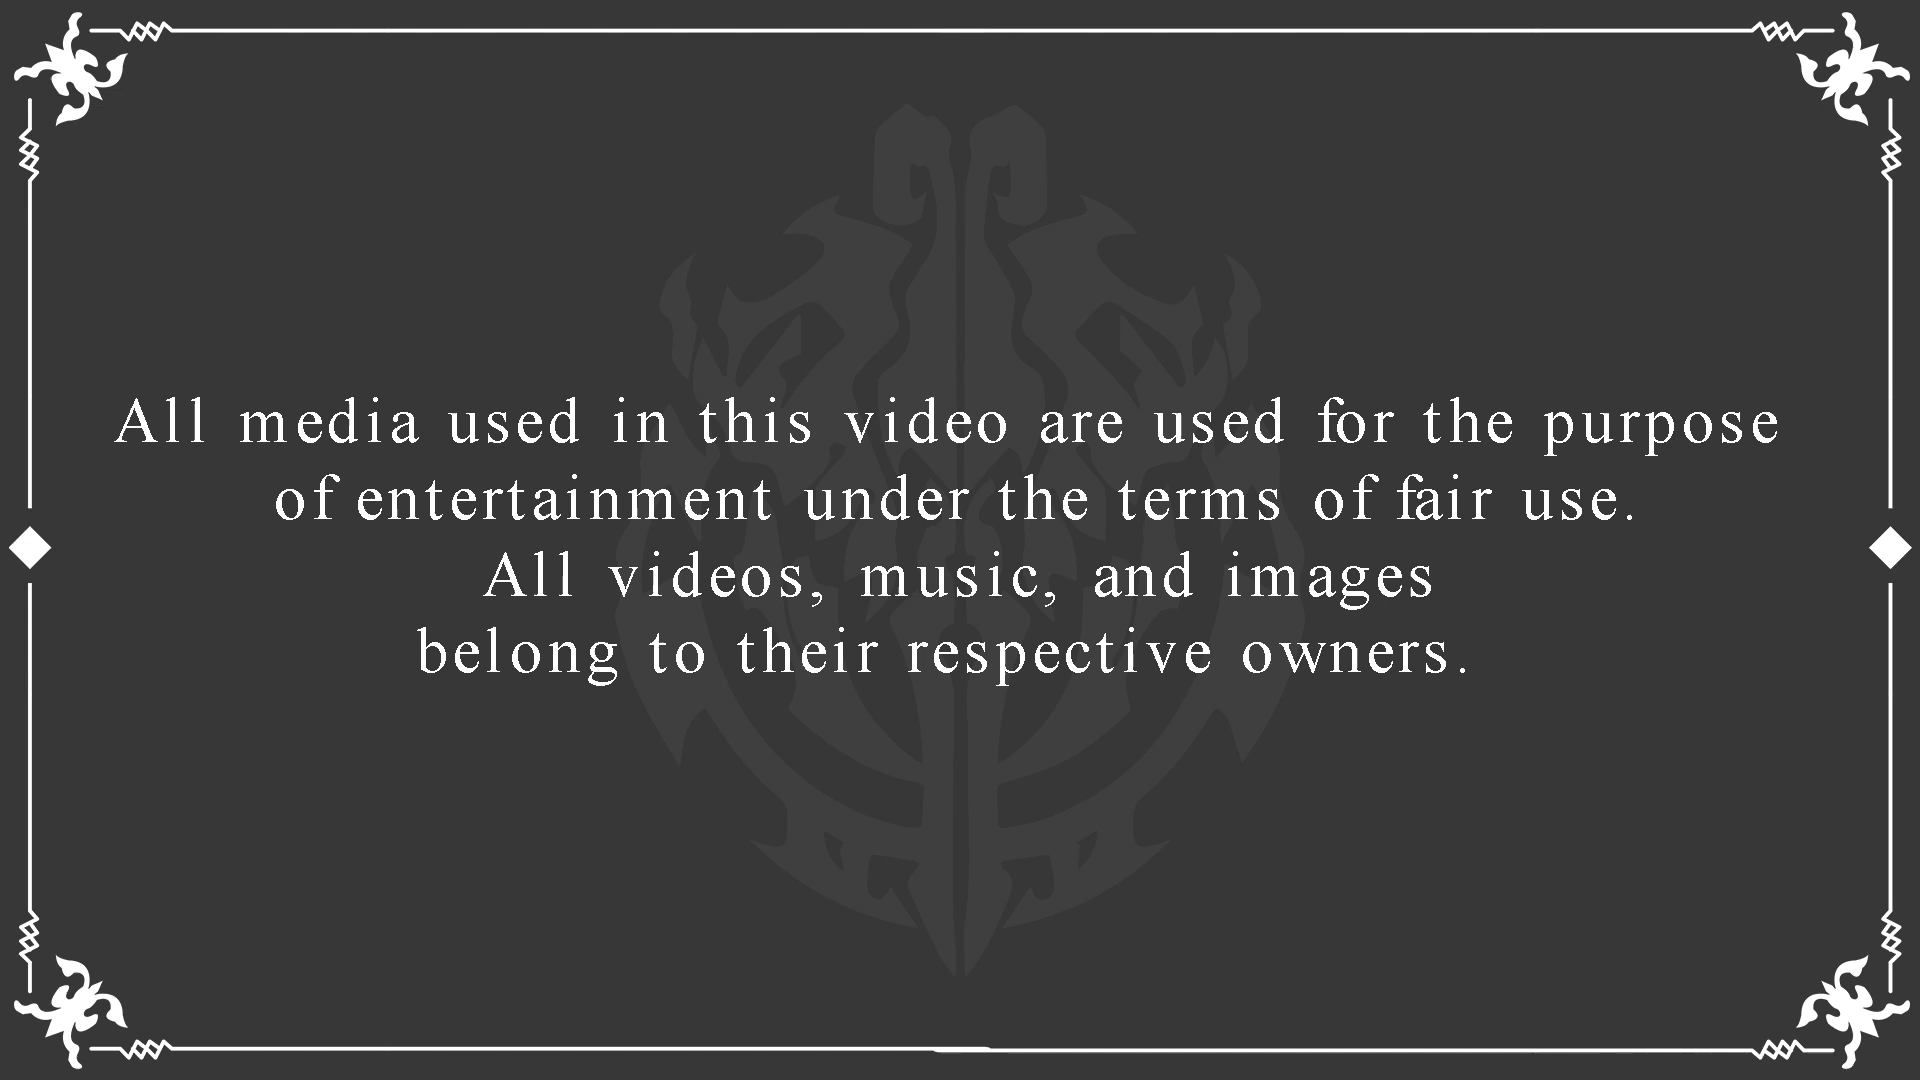 All media used in this video are used for the purpose
of entertainment under the terms of fair use.
All videos, music, and images
belong to their respective owners.